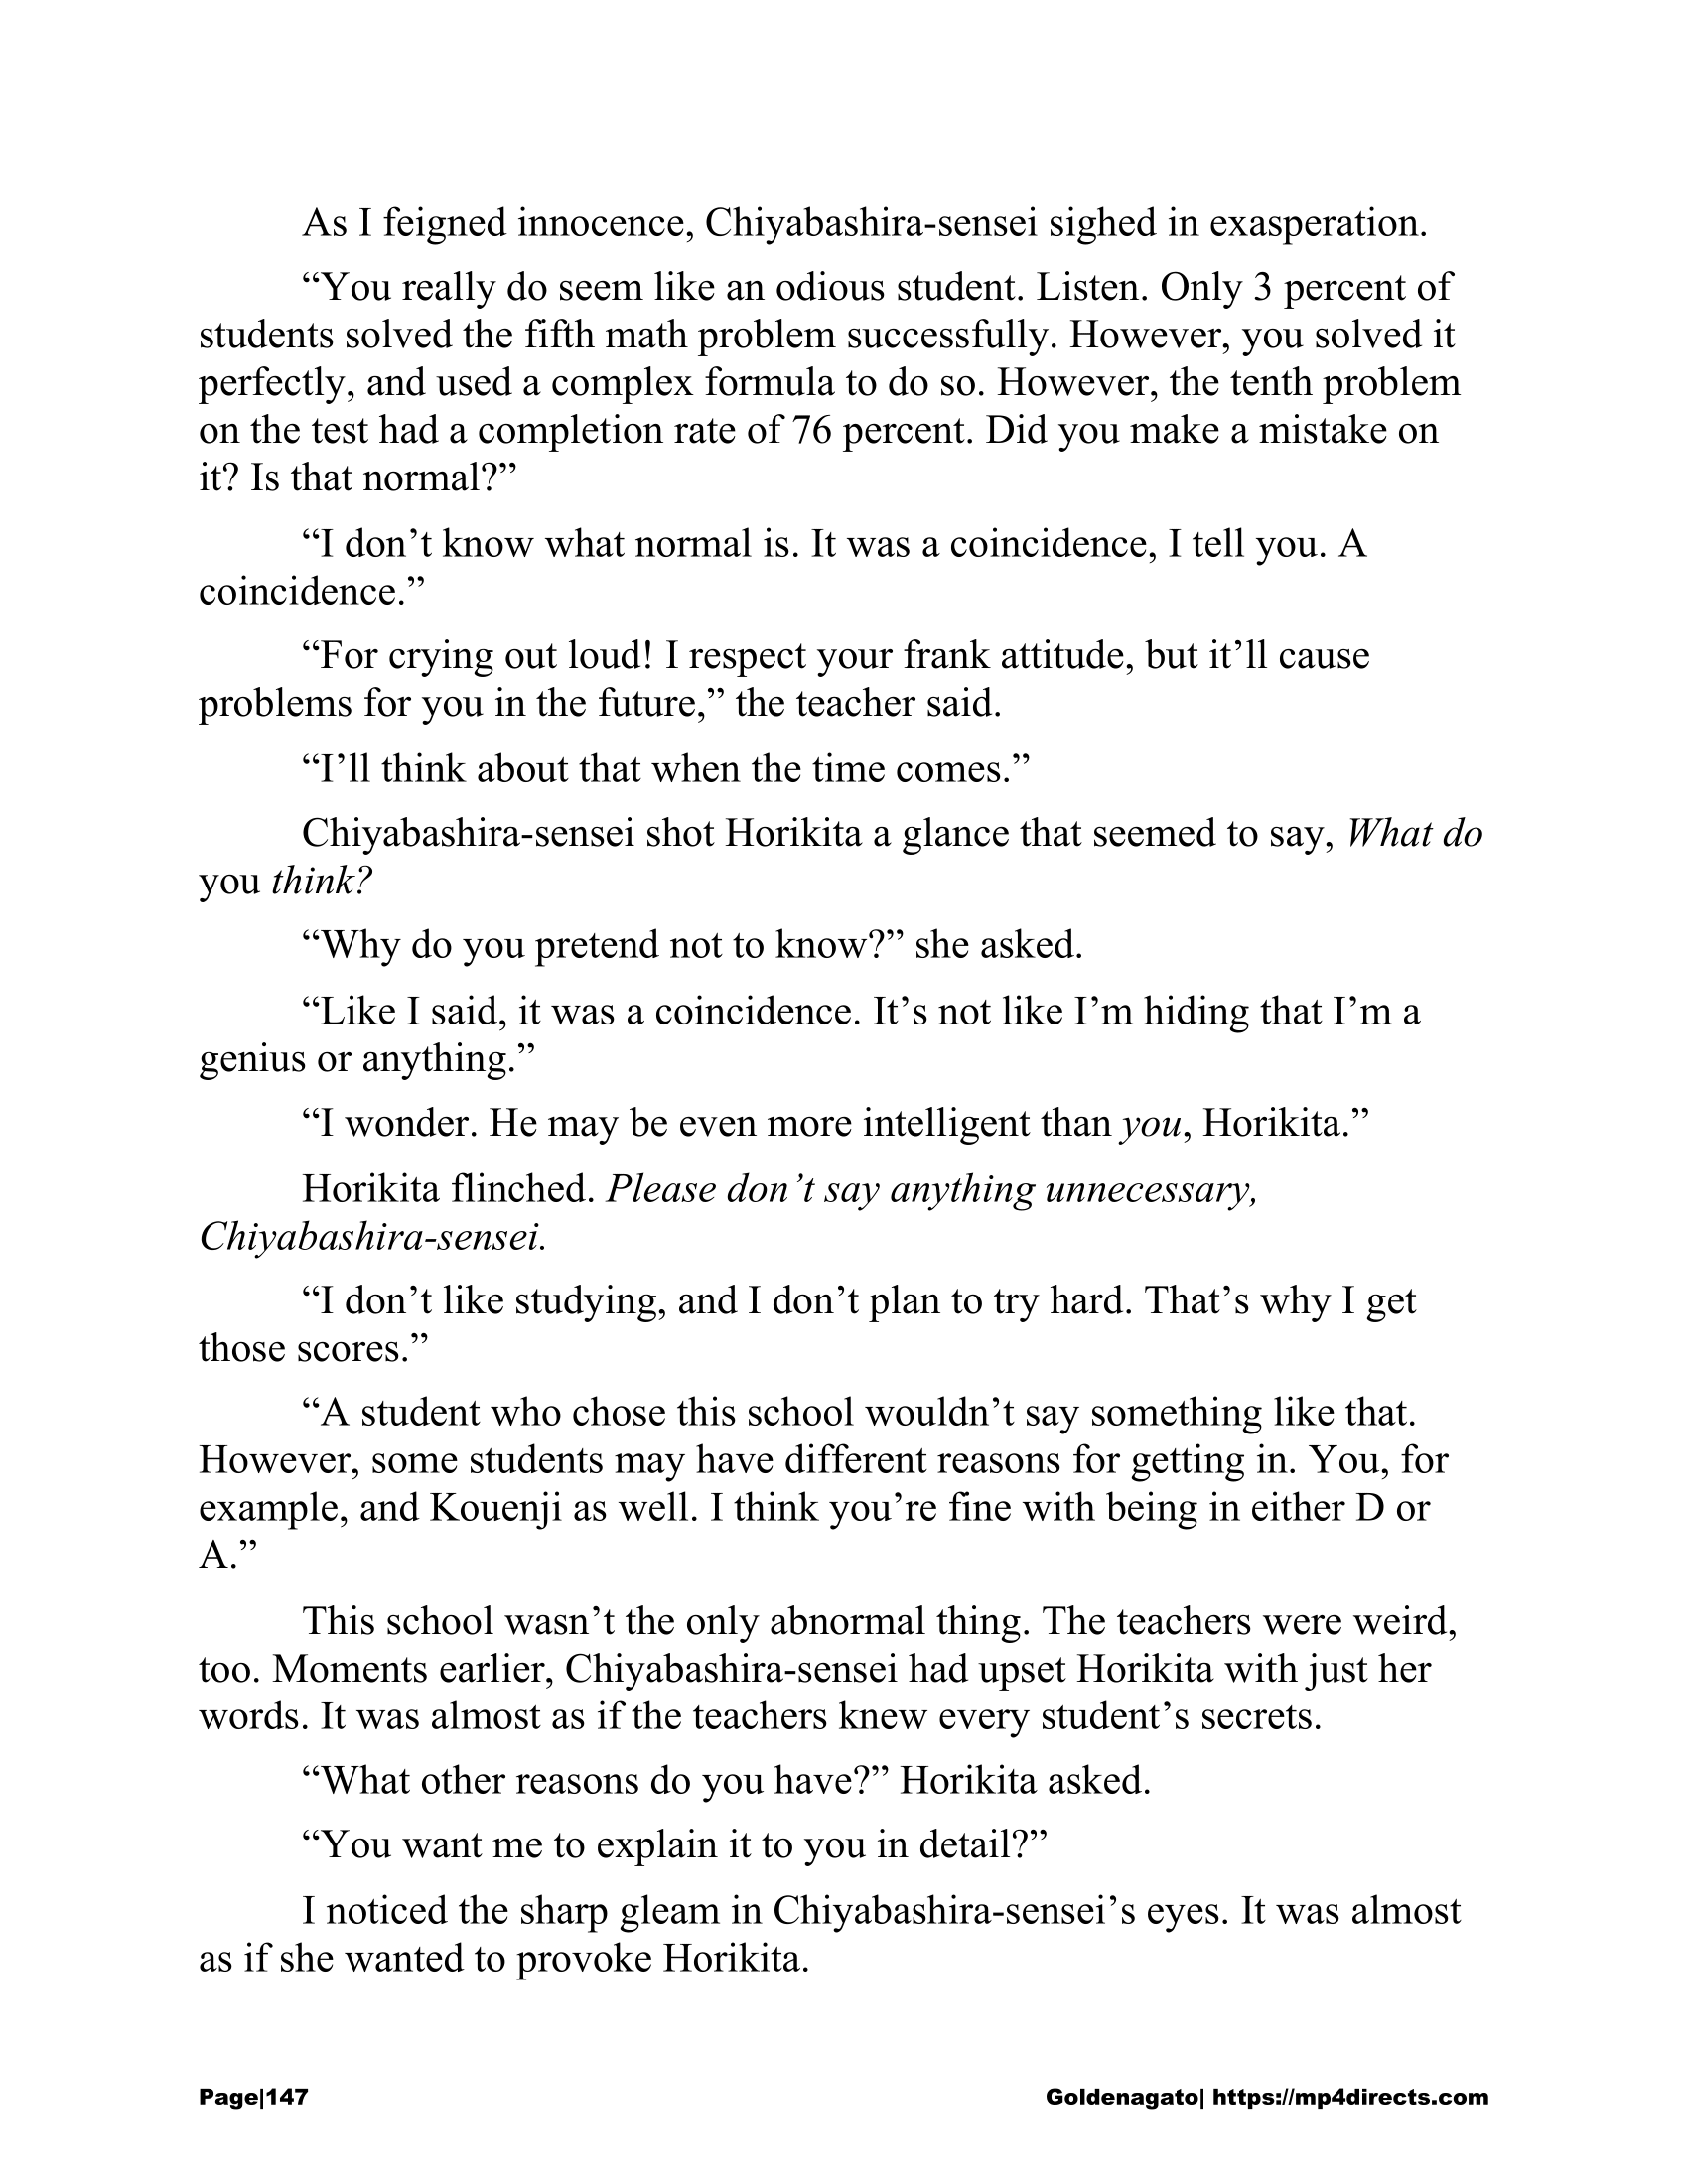 As I feigned innocence, Chiyabashira-sensei sighed in exasperation.
“You really do seem like an odious student. Listen. Only 3 percent of
students solved the fifth math problem successfully. However, you solved it
perfectly, and used a complex formula to do so. However, the tenth problem
on the test had a completion rate of 76 percent. Did you make a mistake on
it? Is that normal?”
“I don’t know what normal is. It was a coincidence, I tell you. A
coincidence.”
“For crying out loud! I respect your frank attitude, but it’ll cause
problems for you in the future,” the teacher said.
“I’ll think about that when the time comes.”
Chiyabashira-sensei shot Horikita a glance that seemed to say, What do
you think?
“Why do you pretend not to know?” she asked.
“Like I said, it was a coincidence. It’s not like I’m hiding that I’m a
genius or anything.”
“I wonder. He may be even more intelligent than you, Horikita.”
Horikita flinched. Please don’t say anything unnecessary,
Chiyabashira-sensei.
“I don’t like studying, and I don’t plan to try hard. That’s why I get
those scores.”
“A student who chose this school wouldn’t say something like that.
However, some students may have different reasons for getting in. You, for
example, and Kouenji as well. I think you’re fine with being in either D or
A.”
This school wasn’t the only abnormal thing. The teachers were weird,
too. Moments earlier, Chiyabashira-sensei had upset Horikita with just her
words. It was almost as if the teachers knew every student’s secrets.
“What other reasons do you have?” Horikita asked.
“You want me to explain it to you in detail?”
I noticed the sharp gleam in Chiyabashira-sensei’s eyes. It was almost
as if she wanted to provoke Horikita.
Page|147 Goldenagato| https://mp4directs.com